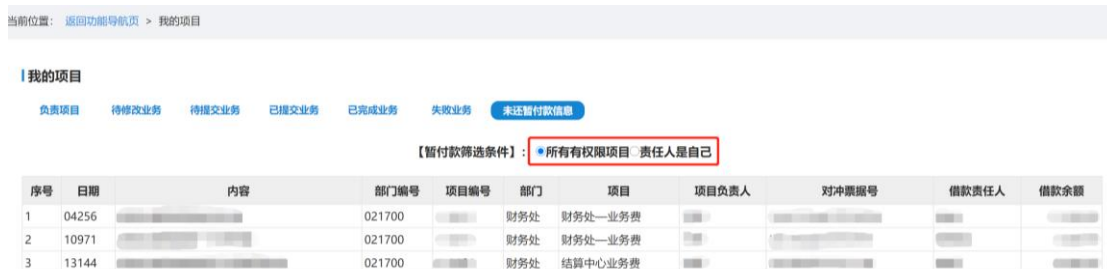 当前位置： 返回功能导航页 > 我的项目
我的项目
负责项目 待修改业务 待提交业务 已提交业务 已完成业务 失败业务 未还暂付款信息
【暂付款筛选条件】: 所有有权限项目 责任人是自己
序号 日期 内容 部门编号 项目编号 部门 项目 项目负责人 对冲票据号 借款责任人 借款余额
1 04256 021700 财务处 财务处—业务费
2 10971 021700 财务处 财务处—业务费
3 13144 021700 财务处 结算中心业务费